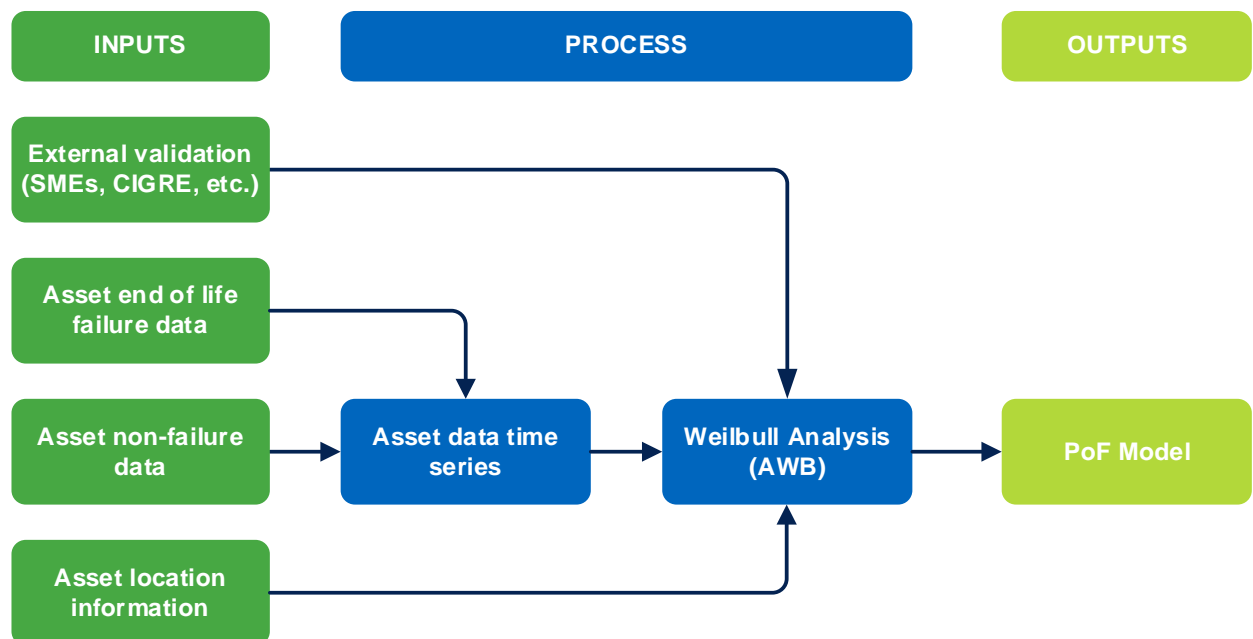 INPUTS
PROCESS
OUTPUTS
External validation
(SMEs, CIGRE, etc.)
Asset end of life
failure data
Asset non-failure
data
Asset data time
series
Weilbull Analysis
(AWB)
PoF Model
Asset location
information